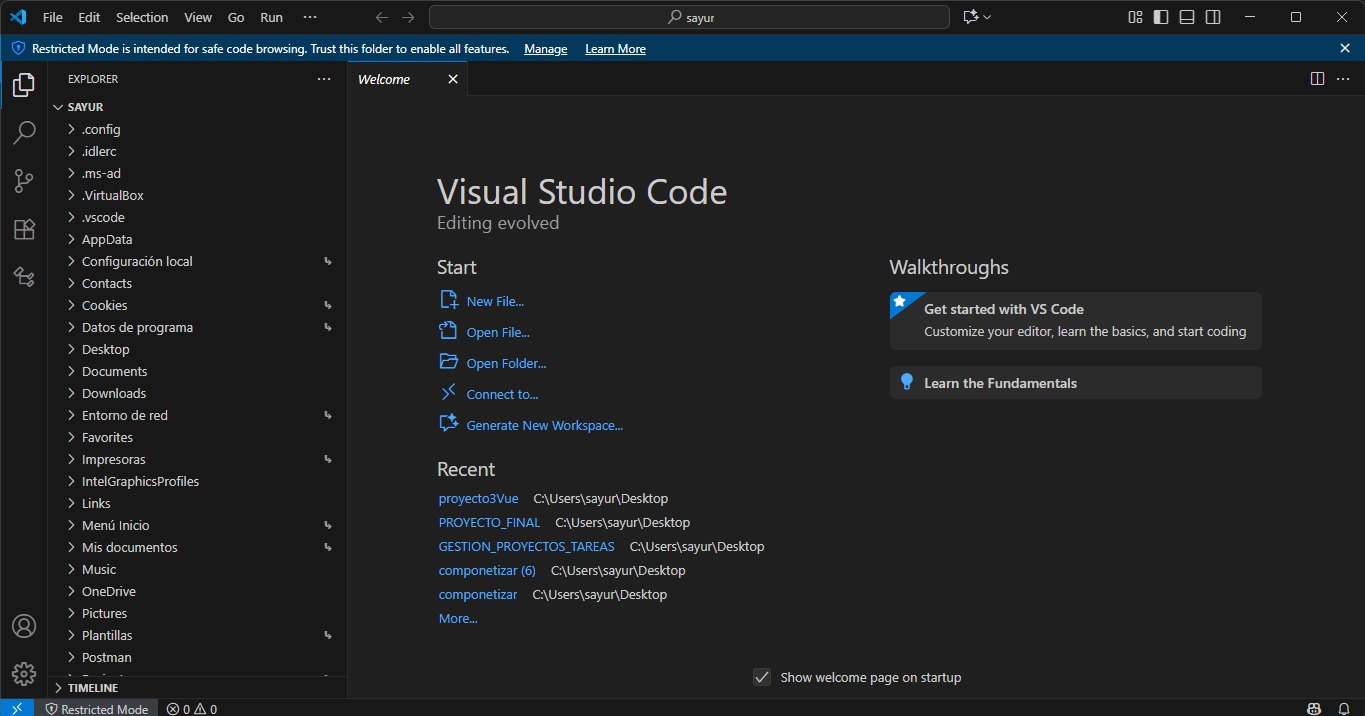 File Edit Selection View Go Run ···
sayur
Restricted Mode is intended for safe code browsing. Trust this folder to enable all features. Manage Learn More
EXPLORER
SAYUR
.config
.idlerc
.ms-ad
.VirtualBox
.vscode
AppData
Configuración local
Contacts
Cookies
Datos de programa
Desktop
Documents
Downloads
Entorno de red
Favorites
Impresoras
IntelGraphicsProfiles
Links
Menú Inicio
Mis documentos
Music
OneDrive
Pictures
Plantillas
Postman
TIMELINE
Welcome
Visual Studio Code
Editing evolved
Start
New File...
Open File...
Open Folder...
Connect to...
Generate New Workspace...
Recent
proyecto3Vue C:\Users\sayur\Desktop
PROYECTO_FINAL C:\Users\sayur\Desktop
GESTION_PROYECTOS_TAREAS C:\Users\sayur\Desktop
componetizar (6) C:\Users\sayur\Desktop
componetizar C:\Users\sayur\Desktop
More...
Walkthroughs
Get started with VS Code
Customize your editor, learn the basics, and start coding
Learn the Fundamentals
Show welcome page on startup
Restricted Mode 0 0